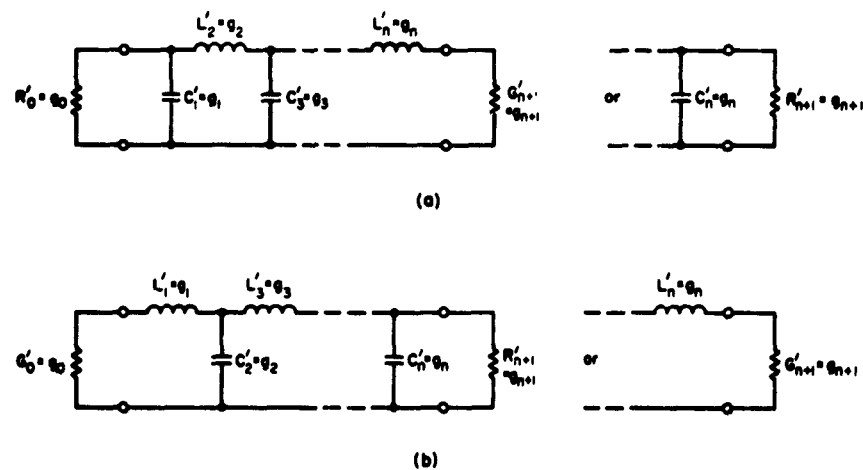 L′₂=g₂ L′ₙ=gₙ
R′₀=g₀ C′₁=g₁ C′₃=g₃ G′ₙ₊₁ or C′ₙ=gₙ R′ₙ₊₁=gₙ₊₁
=gₙ₊₁
(a)
L′₁=g₁ L′₃=g₃ L′ₙ=gₙ
G′₀=g₀ C′₂=g₂ C′ₙ=gₙ R′ₙ₊₁ or G′ₙ₊₁=gₙ₊₁
=gₙ₊₁
(b)